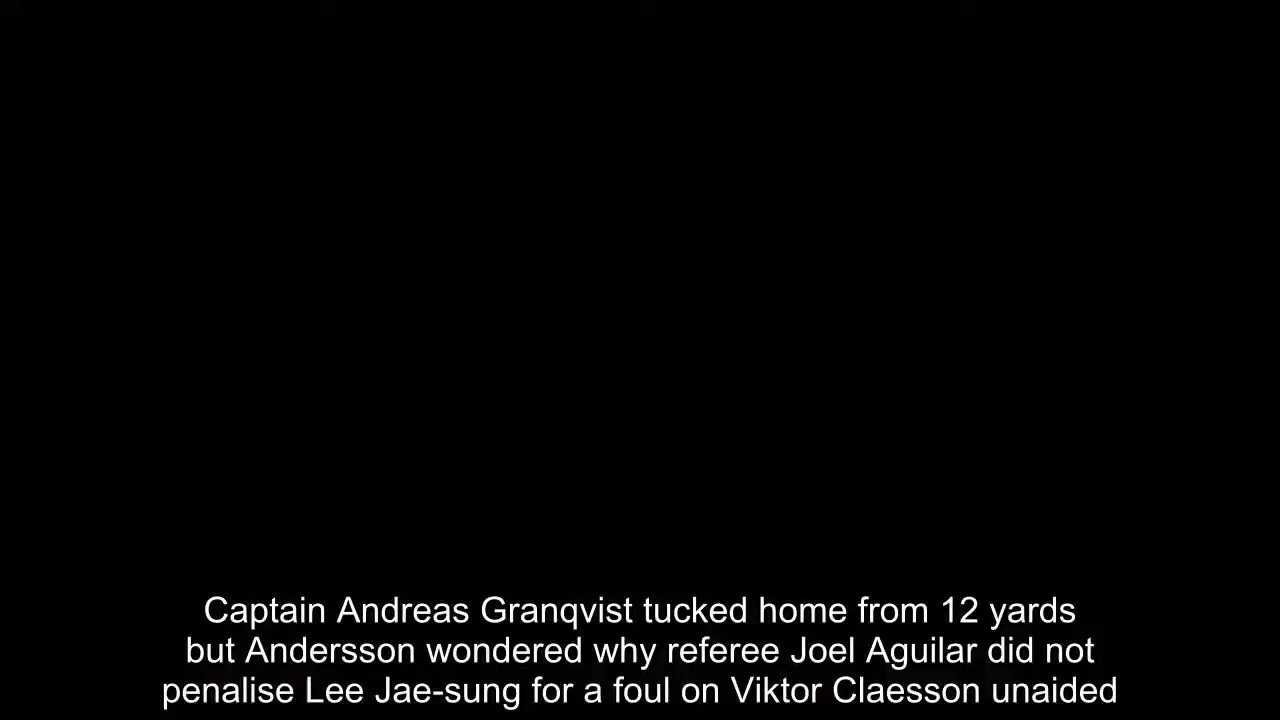 Captain Andreas Granqvist tucked home from 12 yards
but Andersson wondered why referee Joel Aguilar did not
penalise Lee Jae-sung for a foul on Viktor Claesson unaided